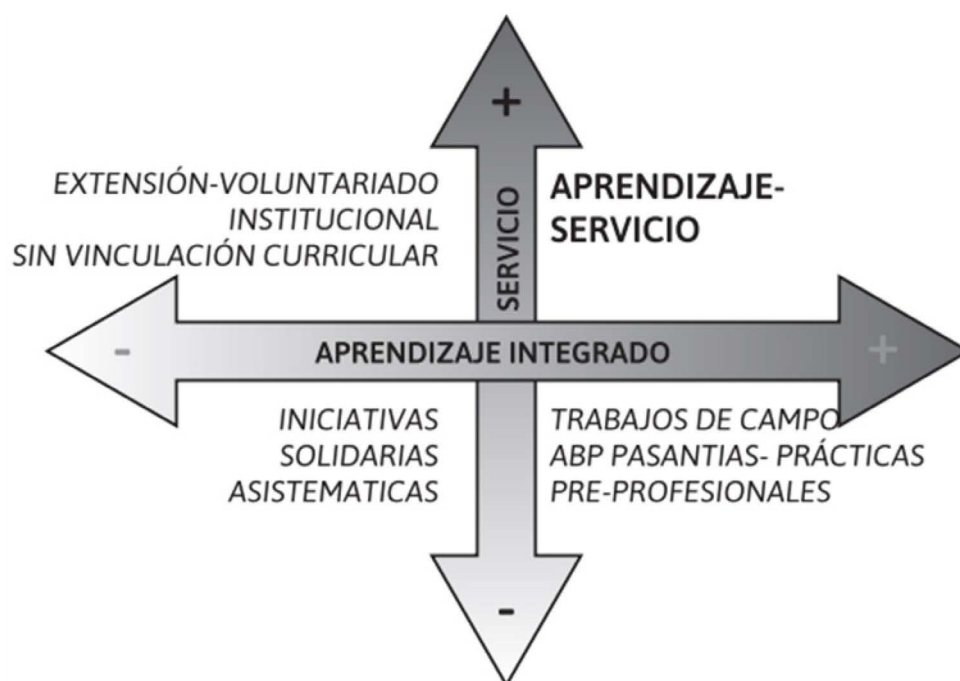 +
EXTENSIÓN-VOLUNTARIADO
INSTITUCIONAL
SIN VINCULACIÓN CURRICULAR
SERVICIO
APRENDIZAJE-
SERVICIO
-
APRENDIZAJE INTEGRADO
+
INICIATIVAS
SOLIDARIAS
ASISTEMATICAS
TRABAJOS DE CAMPO
ABP PASANTIAS- PRÁCTICAS
PRE-PROFESIONALES
-